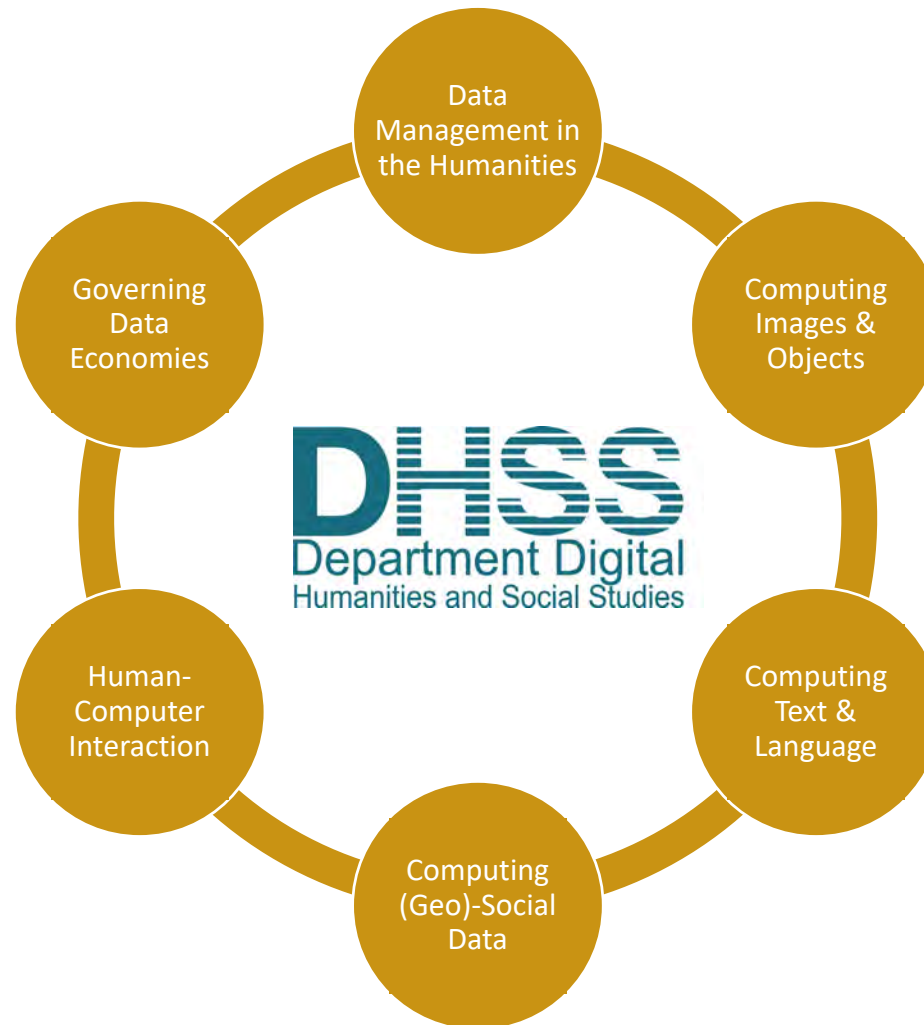 Data
Management in
the Humanities
Computing
Images &
Objects
Computing
Text &
Language
Computing
(Geo)-Social
Data
Human-
Computer
Interaction
Governing
Data
Economies
DHSS
Department Digital
Humanities and Social Studies